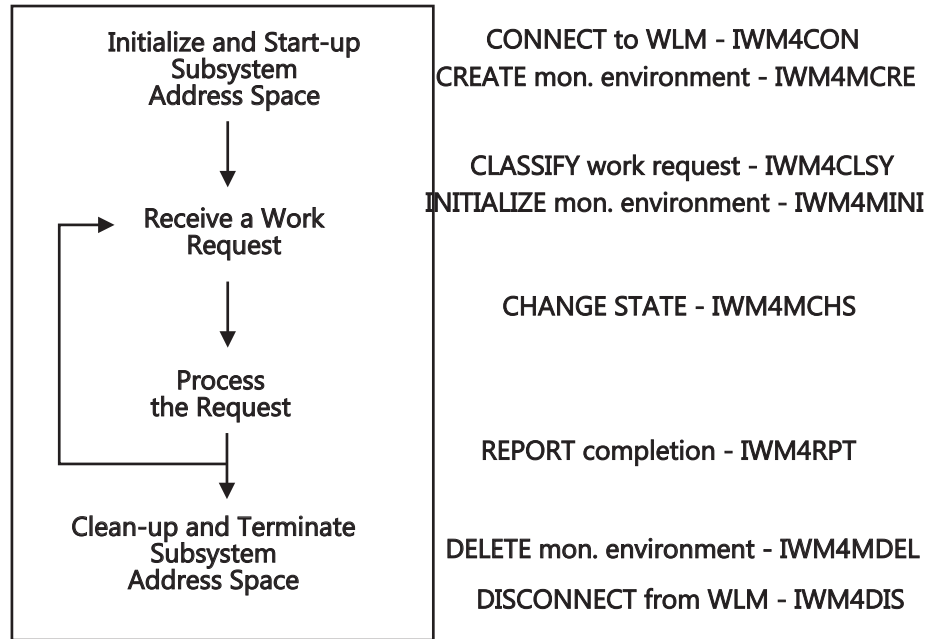 Initialize and Start-up
Subsystem
Address Space
CONNECT to WLM - IWM4CON
CREATE mon. environment - IWM4MCRE
CLASSIFY work request - IWM4CLSY
INITIALIZE mon. environment - IWM4MINI
Receive a Work
Request
CHANGE STATE - IWM4MCHS
Process
the Request
REPORT completion - IWM4RPT
Clean-up and Terminate
Subsystem
Address Space
DELETE mon. environment - IWM4MDEL
DISCONNECT from WLM - IWM4DIS